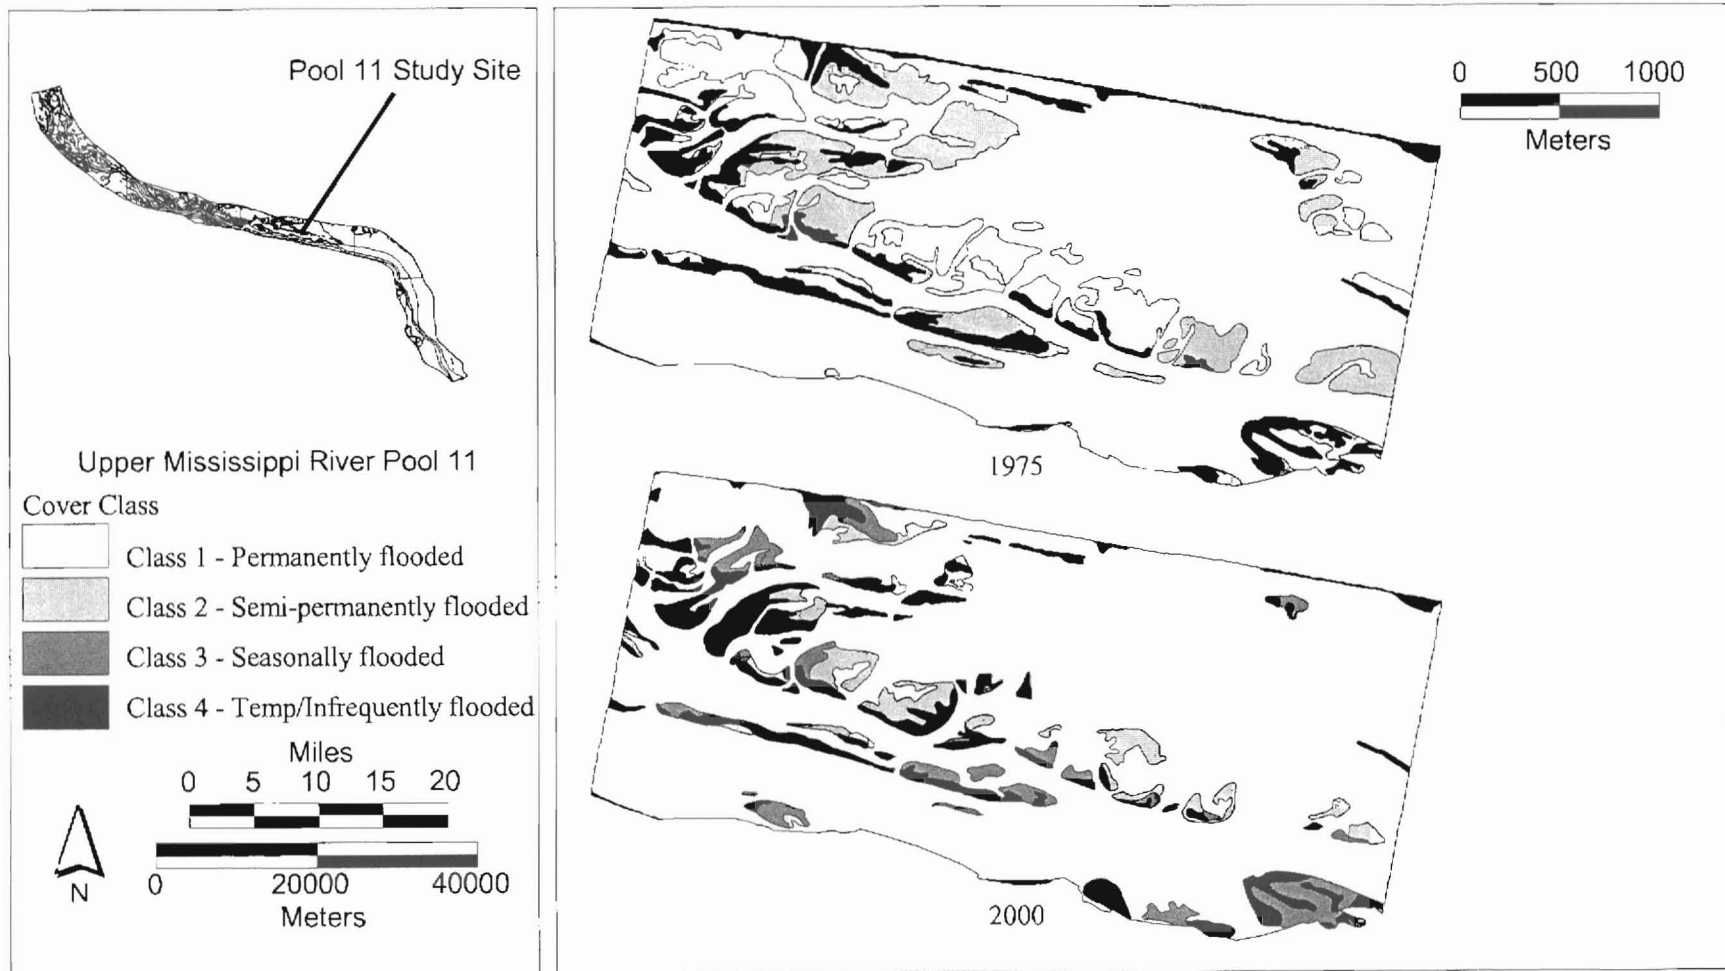 Pool 11 Study Site
Upper Mississippi River Pool 11
Cover Class
Class 1 - Permanently flooded
Class 2 - Semi-permanently flooded
Class 3 - Seasonally flooded
Class 4 - Temp/Infrequently flooded
Miles
0 5 10 15 20
N
0 20000 40000
Meters
0 500 1000
Meters
1975
2000